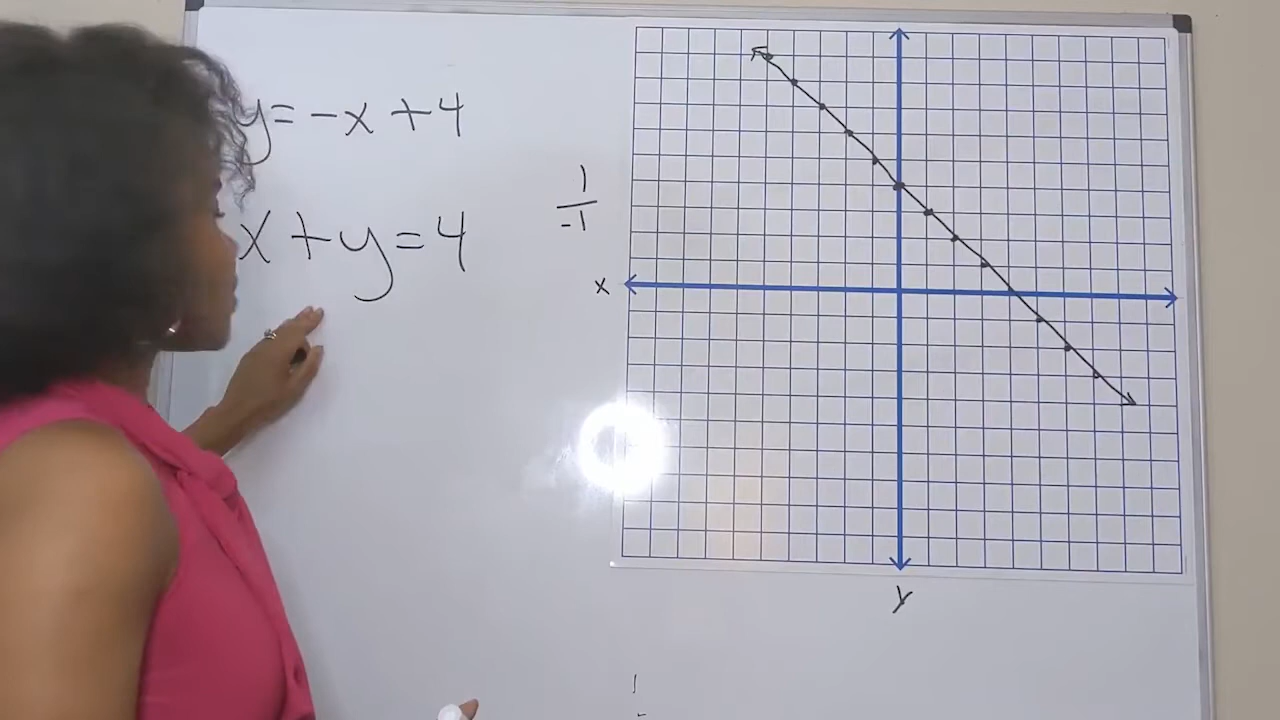 y = -x + 4
x + y = 4
1
-1
x
y